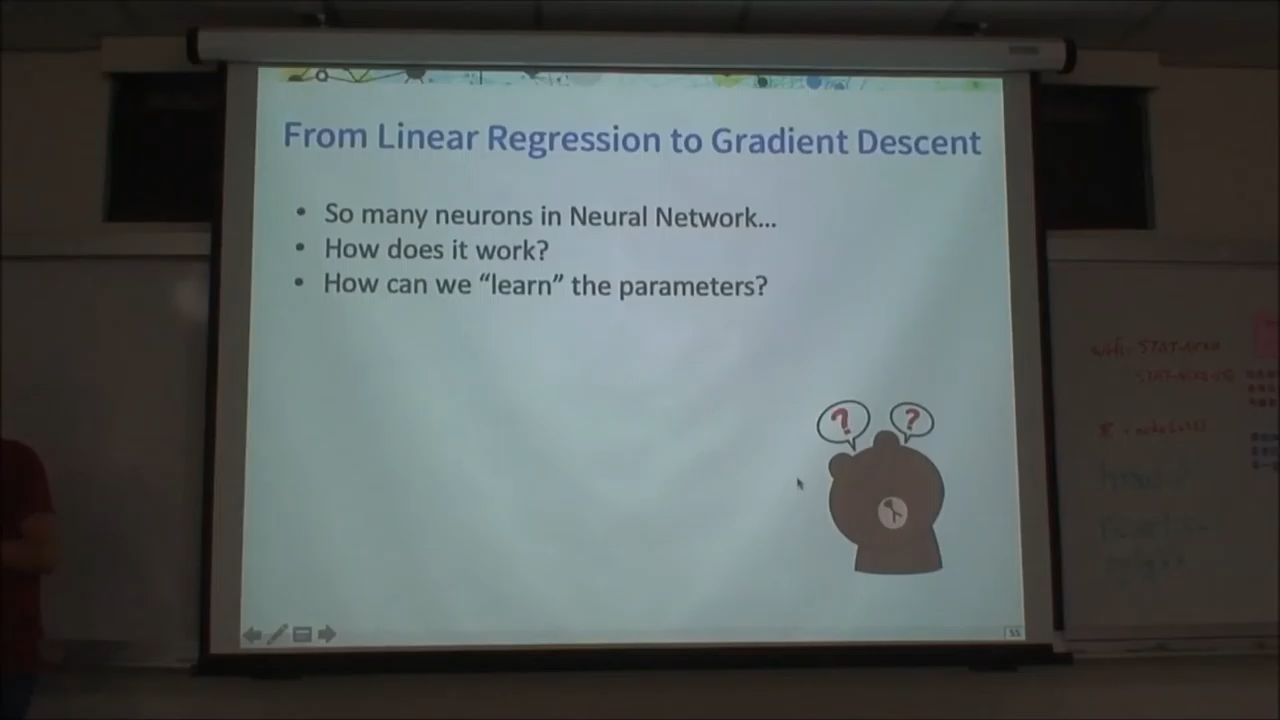 From Linear Regression to Gradient Descent
• So many neurons in Neural Network...
• How does it work?
• How can we “learn” the parameters?
? ?
55